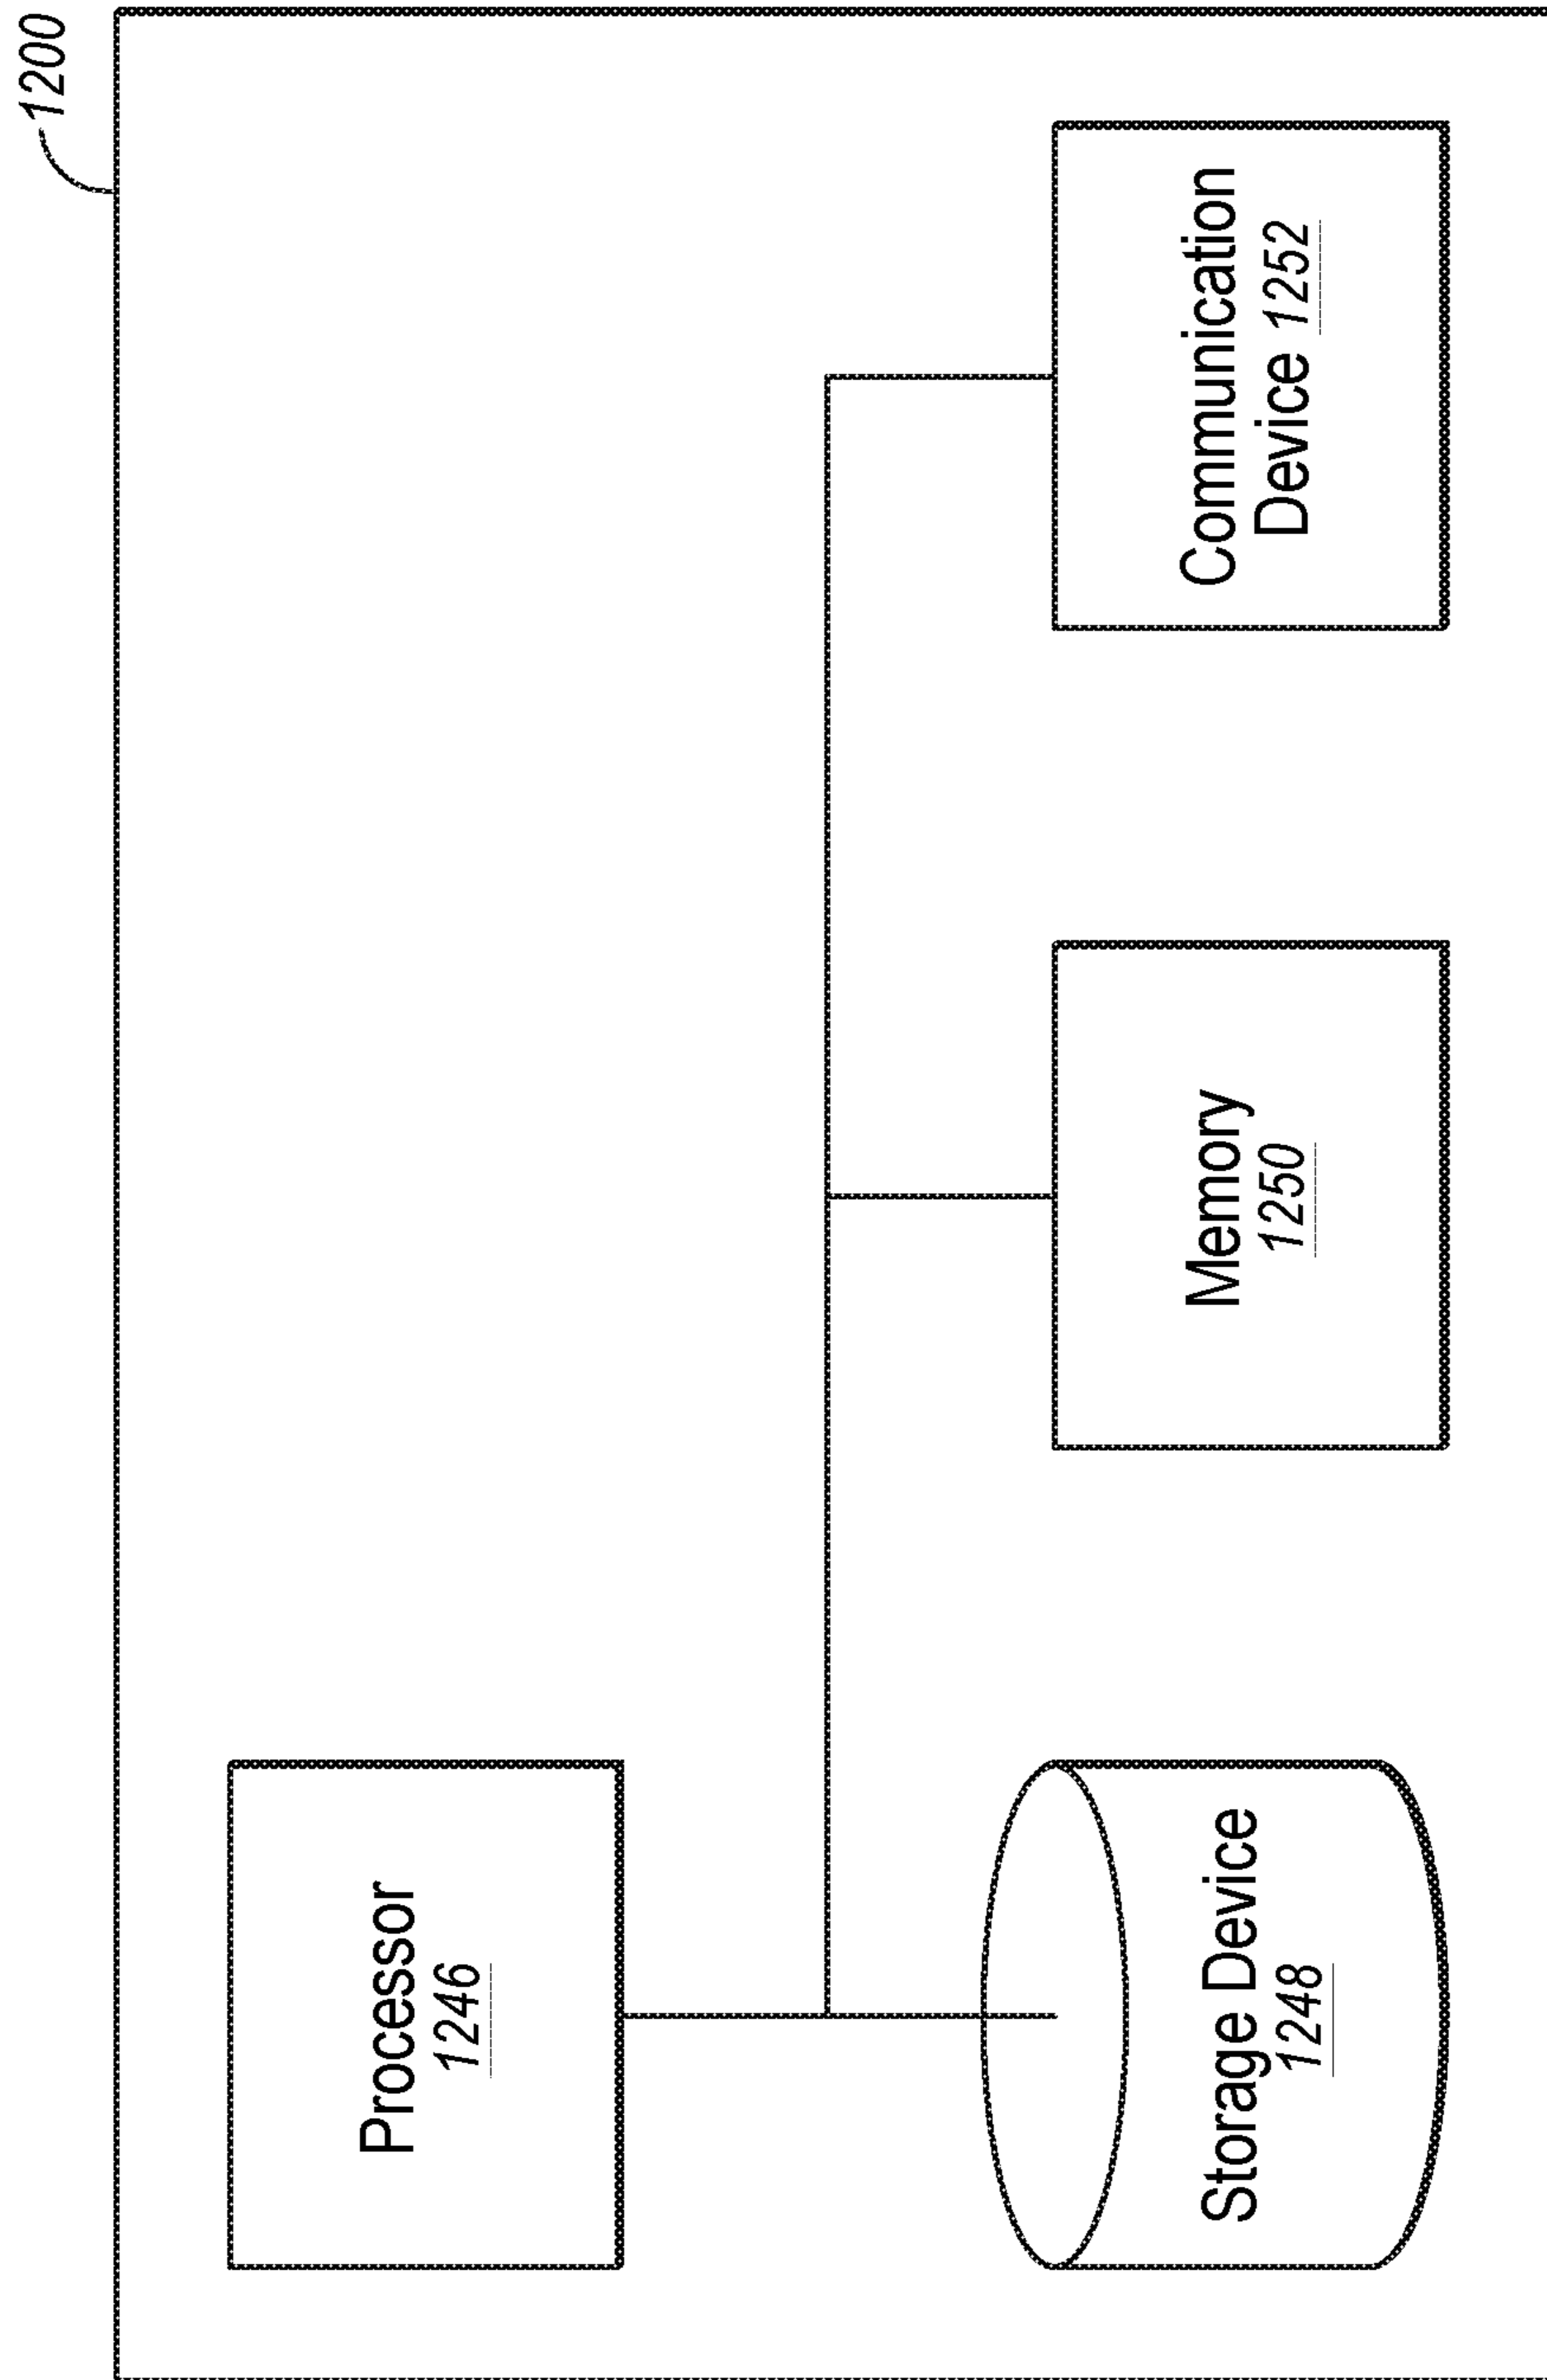 1200
Processor
1246
Storage Device
1248
Memory
1250
Communication
Device 1252